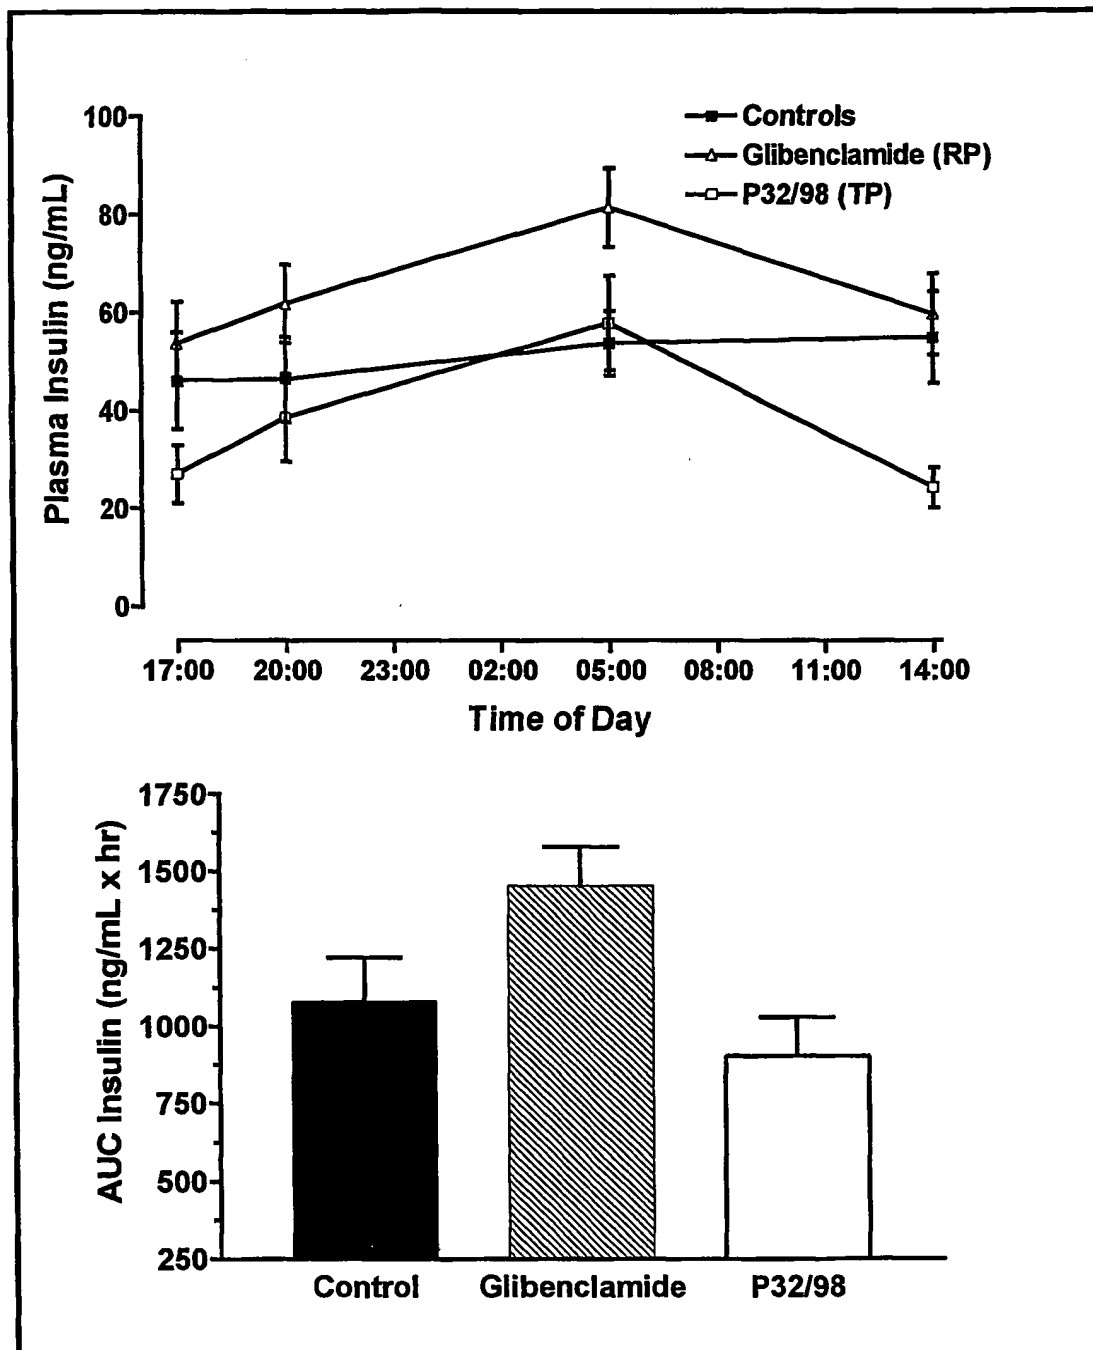 100
80
60
40
20
0
Plasma Insulin (ng/mL)
Controls
Glibenclamide (RP)
P32/98 (TP)
17:00 20:00 23:00 02:00 05:00 08:00 11:00 14:00
Time of Day
1750
1500
1250
1000
750
500
250
AUC Insulin (ng/mL x hr)
Control Glibenclamide P32/98